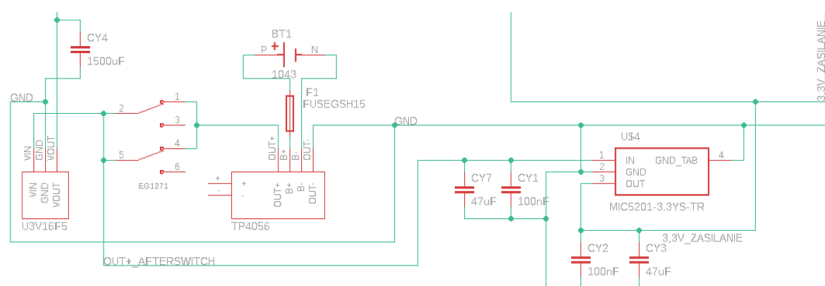 CY4
1500uF
GND
VIN
GND
VOUT
VIN
GND
VOUT
U3V16F5
2
5
1
3
4
6
EG1271
OUT+_AFTERSWITCH
BT1
P
+
N
1043
F1
FUSEGSH15
OUT+
B+
B-
OUT-
+
-
+
-
OUT+
B+
B-
OUT-
TP4056
GND
CY7
47uF
CY1
100nF
U$4
1
2
3
IN
GND
OUT
GND_TAB
4
MIC5201-3.3YS-TR
3,3V_ZASILANIE
3,3V_ZASILANIE
CY2
100nF
CY3
47uF